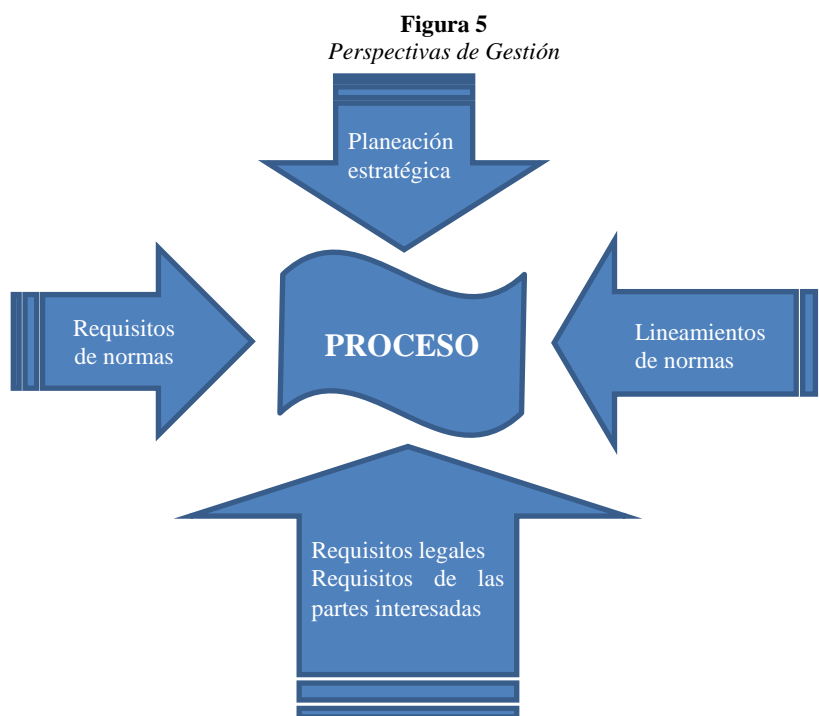 Figura 5
Perspectivas de Gestión
Planeación
estratégica
Requisitos
de normas
PROCESO
Lineamientos
de normas
Requisitos legales
Requisitos de las
partes interesadas